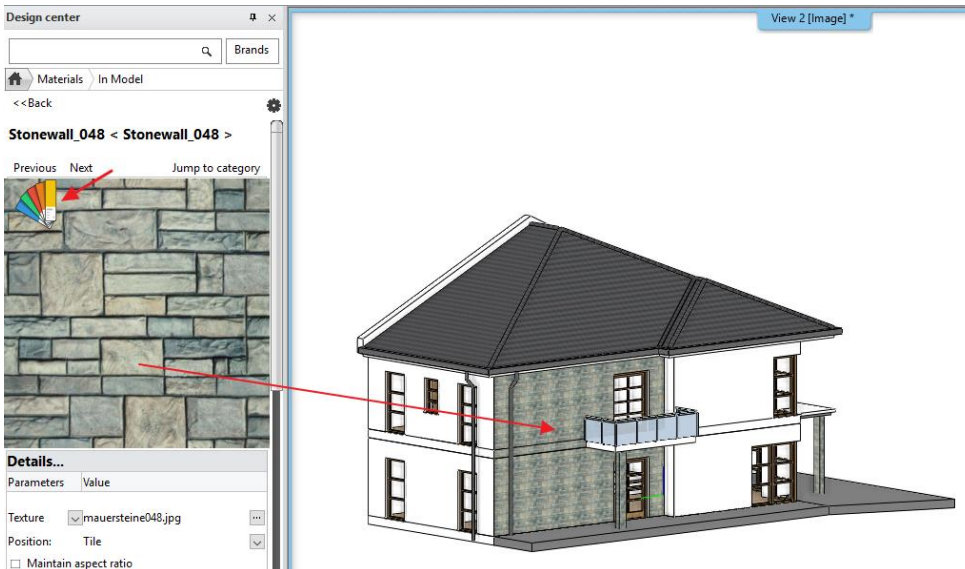 Design center
View 2 [Image] *
Brands
Materials In Model
<<Back
Stonewall_048 < Stonewall_048 >
Previous Next Jump to category
Details...
Parameters Value
Texture mauersteine048.jpg ...
Position: Tile
Maintain aspect ratio